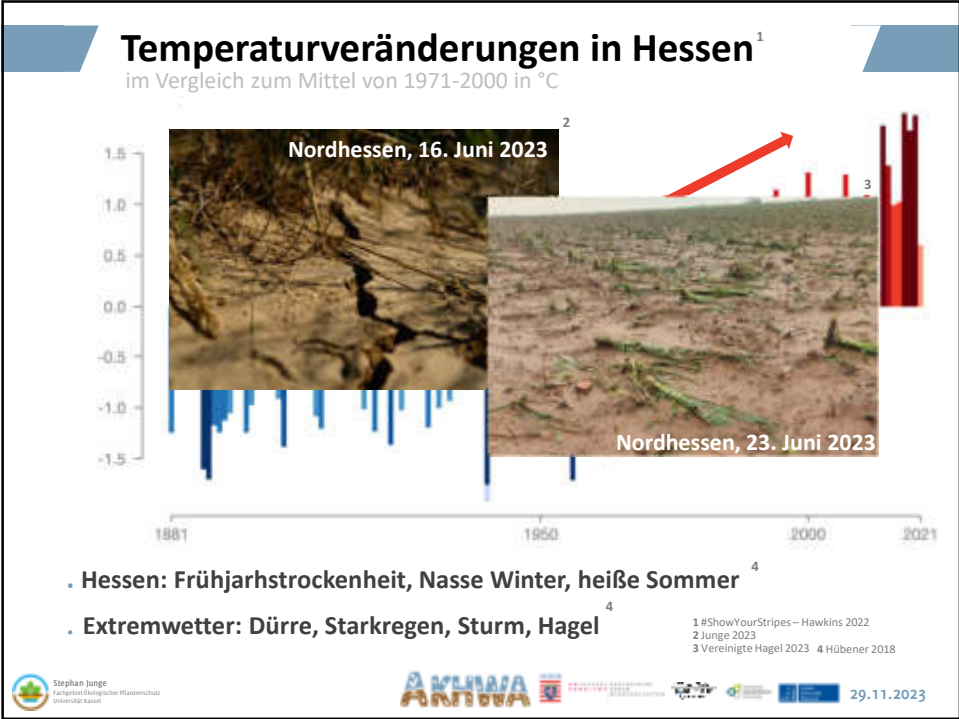 Temperaturveränderungen in Hessen 1
im Vergleich zum Mittel von 1971-2000 in °C
2
Nordhessen, 16. Juni 2023
3
Nordhessen, 23. Juni 2023
1.5
1.0
0.5
0.0
-0.5
-1.0
-1.5
1881 1950 2000 2021
. Hessen: Frühjarhstrockenheit, Nasse Winter, heiße Sommer 4
. Extremwetter: Dürre, Starkregen, Sturm, Hagel 4
1 #ShowYourStripes – Hawkins 2022
2 Junge 2023
3 Vereinigte Hagel 2023 4 Hübener 2018
Stephan Junge
Fachgebiet Ökologischer Pflanzenschutz
Universität Kassel
AKHWA
29.11.2023